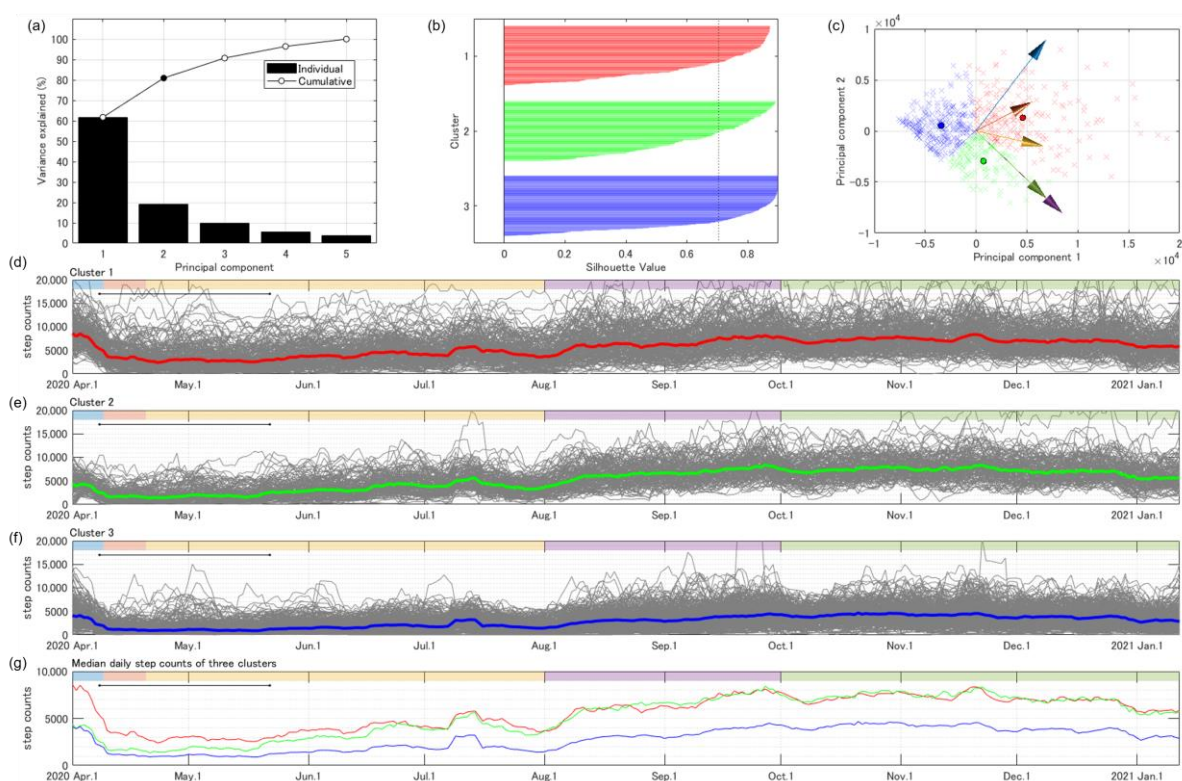 (a)
100
90
80
70
60
50
40
30
20
10
0
Variance explained (%)
Individual
Cumulative
1 2 3 4 5
Principal component
(b)
Cluster
1
2
3
0 0.2 0.4 0.6 0.8
Silhouette Value
(c)
×10⁴
1
0.5
0
-0.5
-1
Principal component 2
-1 -0.5 0 0.5 1 1.5 2
Principal component 1
×10⁴
(d)
Cluster 1
20,000
15,000
10,000
5000
0
step counts
2020 Apr.1 May.1 Jun.1 Jul.1 Aug.1 Sep.1 Oct.1 Nov.1 Dec.1 2021 Jan.1
(e)
Cluster 2
20,000
15,000
10,000
5000
0
step counts
2020 Apr.1 May.1 Jun.1 Jul.1 Aug.1 Sep.1 Oct.1 Nov.1 Dec.1 2021 Jan.1
(f)
Cluster 3
20,000
15,000
10,000
5000
0
step counts
2020 Apr.1 May.1 Jun.1 Jul.1 Aug.1 Sep.1 Oct.1 Nov.1 Dec.1 2021 Jan.1
(g)
Median daily step counts of three clusters
10,000
5000
0
step counts
2020 Apr.1 May.1 Jun.1 Jul.1 Aug.1 Sep.1 Oct.1 Nov.1 Dec.1 2021 Jan.1